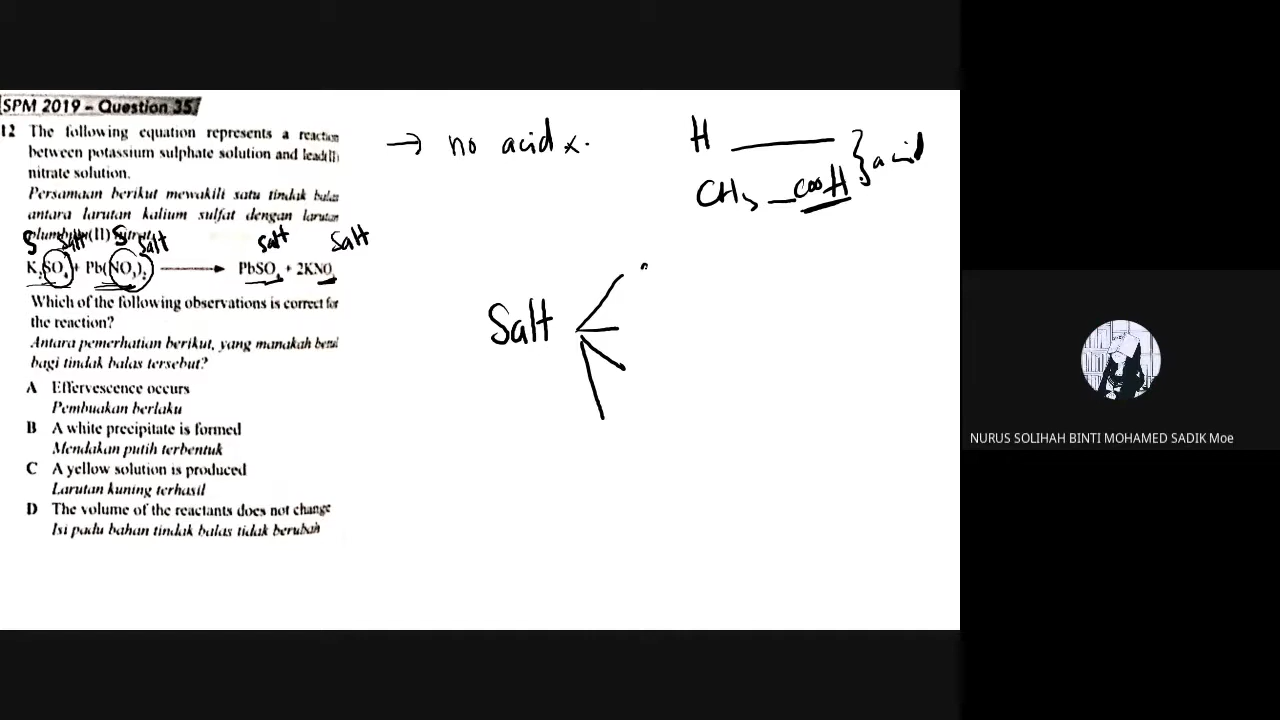 SPM 2019 – Question 35
12 The following equation represents a reaction
between potassium sulphate solution and lead(II)
nitrate solution.
Persamaan berikut mewakili satu tindak balas
antara larutan kalium sulfat dengan larutan
plumbum(II) nitrat.
S Salt S Salt Salt Salt
K₂SO₄ + Pb(NO₃)₂ → PbSO₄ + 2KNO₃
Which of the following observations is correct for
the reaction?
Antara pemerhatian berikut, yang manakah betul
bagi tindak balas tersebut?
A Effervescence occurs
Pembuakan berlaku
B A white precipitate is formed
Mendakan putih terbentuk
C A yellow solution is produced
Larutan kuning terhasil
D The volume of the reactants does not change
Isi padu bahan tindak balas tidak berubah
→ no acid x.
H
CH₃ COOH } acid
Salt
NURUS SOLIHAH BINTI MOHAMED SADIK Moe